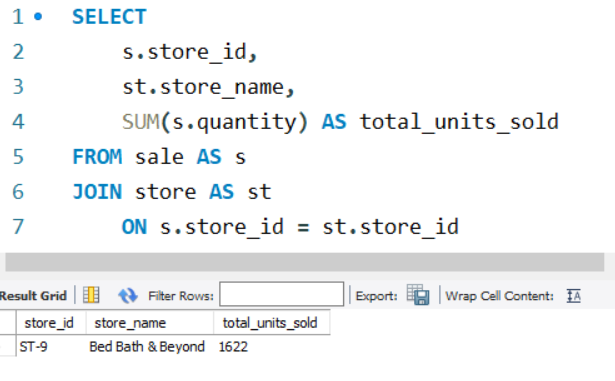 1 SELECT
2 s.store_id,
3 st.store_name,
4 SUM(s.quantity) AS total_units_sold
5 FROM sale AS s
6 JOIN store AS st
7 ON s.store_id = st.store_id
Result Grid Filter Rows: Export: Wrap Cell Content: IA
store_id store_name total_units_sold
ST-9 Bed Bath & Beyond 1622